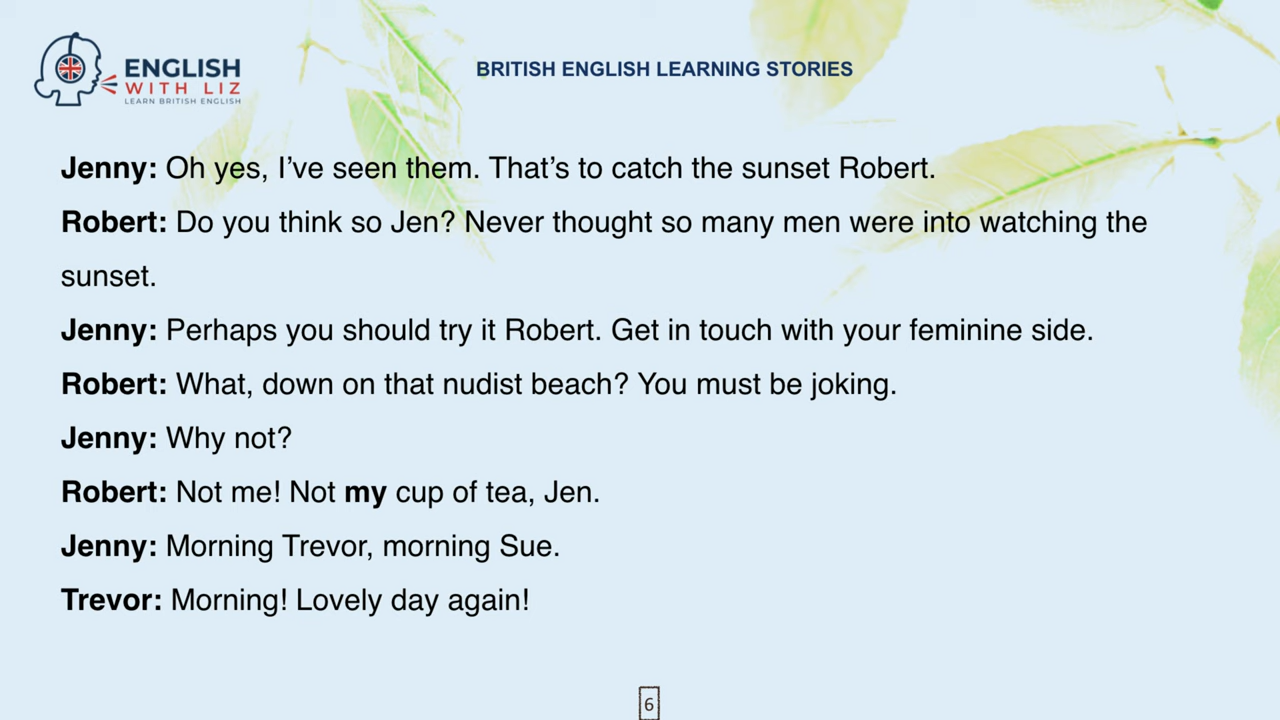 ENGLISH
WITH LIZ
LEARN BRITISH ENGLISH
BRITISH ENGLISH LEARNING STORIES
Jenny: Oh yes, I’ve seen them. That’s to catch the sunset Robert.
Robert: Do you think so Jen? Never thought so many men were into watching the
sunset.
Jenny: Perhaps you should try it Robert. Get in touch with your feminine side.
Robert: What, down on that nudist beach? You must be joking.
Jenny: Why not?
Robert: Not me! Not my cup of tea, Jen.
Jenny: Morning Trevor, morning Sue.
Trevor: Morning! Lovely day again!
6